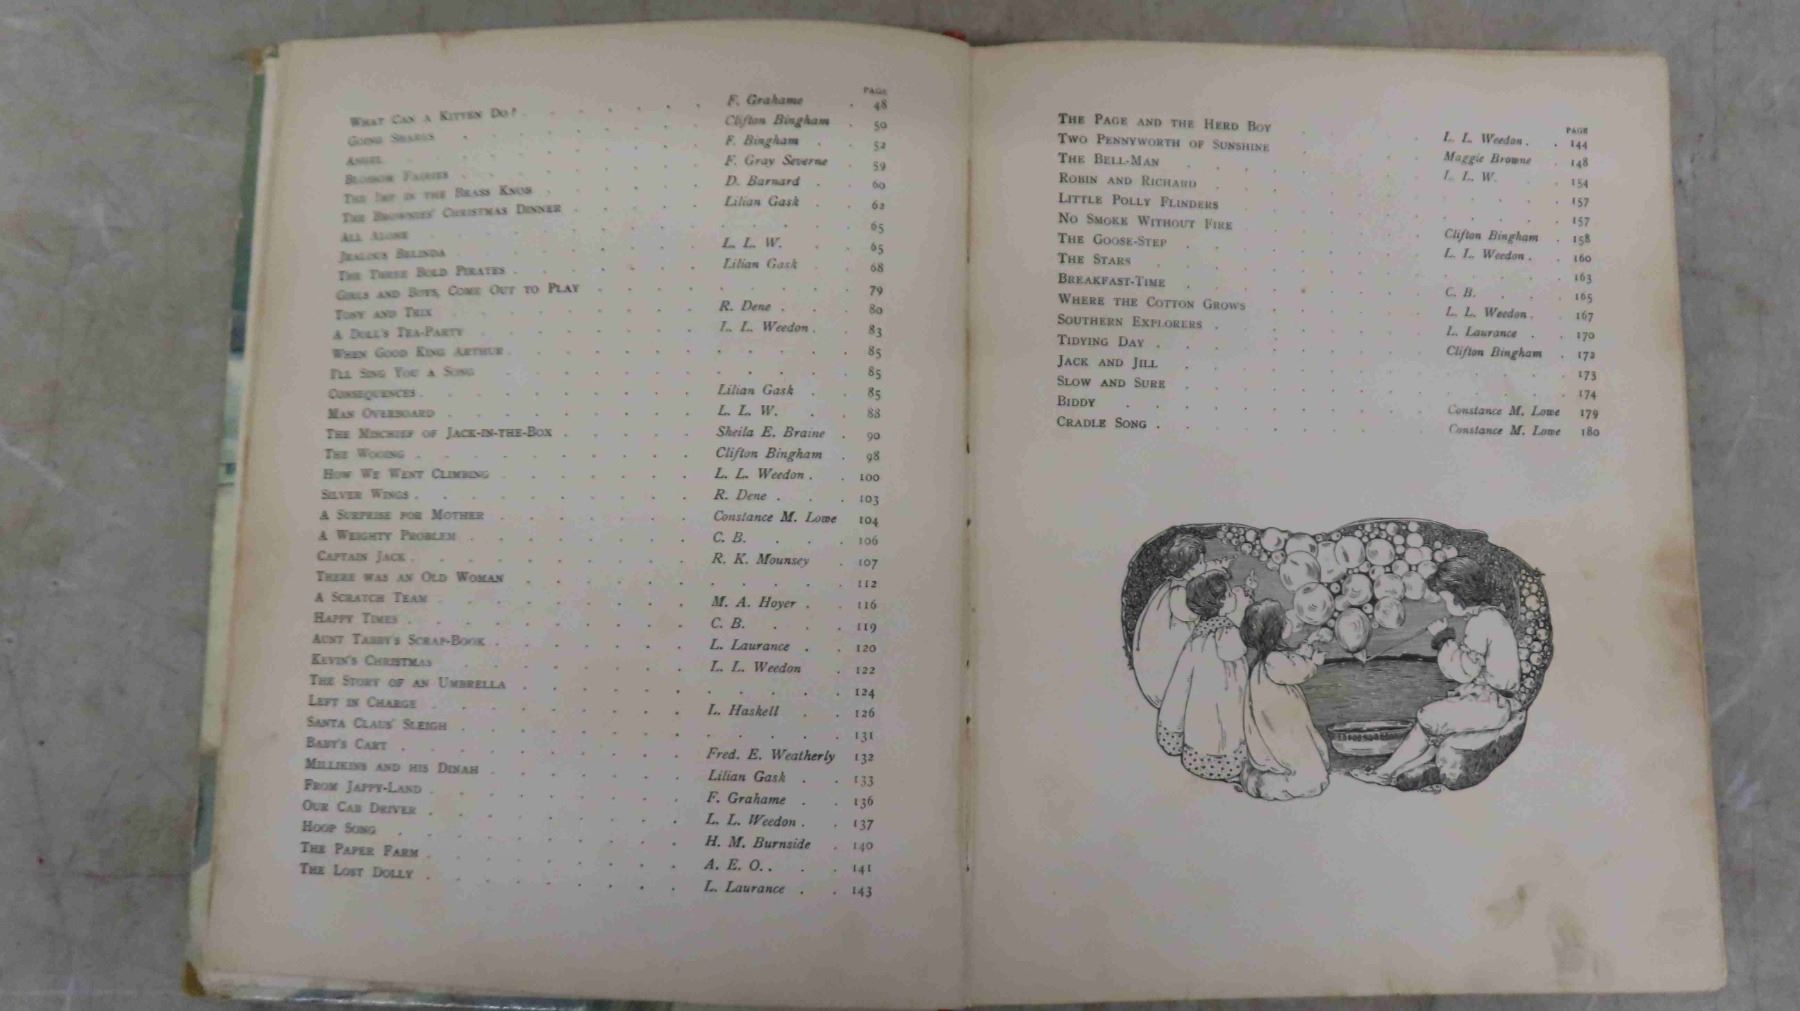 PAGE
WHAT CAN A KITTEN DO? . . . . . . F. Grahame . 48
GOING SHARES . . . . . . Clifton Bingham . 50
ANGEL . . . . . . F. Bingham . . 52
BLOSSOM FAIRIES . . . . . . F. Gray Severne . 59
THE IMP IN THE BRASS KNOB . . . . . D. Barnard . . 60
THE BROWNIES' CHRISTMAS DINNER . . . . . Lilian Gask . . 62
ALL ALONE . . . . . . 65
JEALOUS BELINDA . . . . . . L. L. W. . . 65
THE THREE BOLD PIRATES . . . . . . Lilian Gask . . 68
GIRLS AND BOYS, COME OUT TO PLAY . . . . . . 79
TONY AND TRIX . . . . . . R. Dene . . . 80
A DOLL'S TEA-PARTY . . . . . . L. L. Weedon . . 83
WHEN GOOD KING ARTHUR . . . . . . 85
I'LL SING YOU A SONG . . . . . . 85
CONSEQUENCES . . . . . . Lilian Gask . . 85
MAN OVERBOARD . . . . . . L. L. W. . . 88
THE MISCHIEF OF JACK-IN-THE-BOX . . . . . Sheila E. Braine . 90
THE WOOING . . . . . . Clifton Bingham . 98
HOW WE WENT CLIMBING . . . . . . L. L. Weedon . . 100
SILVER WINGS . . . . . . R. Dene . . . 103
A SURPRISE FOR MOTHER . . . . . . Constance M. Lowe 104
A WEIGHTY PROBLEM . . . . . . C. B. . . . 106
CAPTAIN JACK . . . . . . R. K. Mounsey . 107
THERE WAS AN OLD WOMAN . . . . . . 112
A SCRATCH TEAM . . . . . . M. A. Hoyer . . 116
HAPPY TIMES . . . . . . C. B. . . . 119
AUNT TABBY'S SCRAP-BOOK . . . . . . L. Laurance . . 120
KEVIN'S CHRISTMAS . . . . . . L. L. Weedon . 122
THE STORY OF AN UMBRELLA . . . . . . 124
LEFT IN CHARGE . . . . . . L. Haskell . . 126
SANTA CLAUS' SLEIGH . . . . . . 131
BABY'S CART . . . . . . Fred. E. Weatherly 132
MILLIKINS AND HIS DINAH . . . . . . Lilian Gask . . 133
FROM JAPPY-LAND . . . . . . F. Grahame . . 136
OUR CAB DRIVER . . . . . . L. L. Weedon . . 137
HOOP SONG . . . . . . H. M. Burnside . 140
THE PAPER FARM . . . . . . A. E. O. . . . 141
THE LOST DOLLY . . . . . . L. Laurance . . 143
PAGE
THE PAGE AND THE HERD BOY . . . . . L. L. Weedon . . 144
TWO PENNYWORTH OF SUNSHINE . . . . . Maggie Browne . 148
THE BELL-MAN . . . . . . L. L. W. . . 154
ROBIN AND RICHARD . . . . . . 157
LITTLE POLLY FLINDERS . . . . . . 157
NO SMOKE WITHOUT FIRE . . . . . . Clifton Bingham . 158
THE GOOSE-STEP . . . . . . L. L. Weedon . . 160
THE STARS . . . . . . 163
BREAKFAST-TIME . . . . . . C. B. . . . 165
WHERE THE COTTON GROWS . . . . . . L. L. Weedon . . 167
SOUTHERN EXPLORERS . . . . . . L. Laurance . . 170
TIDYING DAY . . . . . . Clifton Bingham . 172
JACK AND JILL . . . . . . 173
SLOW AND SURE . . . . . . 174
BIDDY . . . . . . Constance M. Lowe 179
CRADLE SONG . . . . . . Constance M. Lowe 180